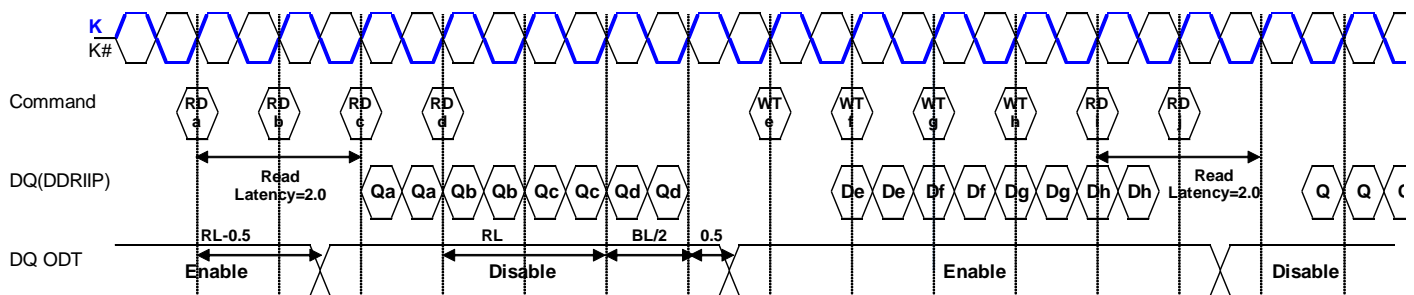 K
K#
Command
RD a RD b RD c RD d WT e WT f WT g WT h RD RD
Read Latency=2.0
Read Latency=2.0
DQ(DDRIIP)
Qa Qa Qb Qb Qc Qc Qd Qd De De Df Df Dg Dg Dh Dh Q Q
RL-0.5 RL BL/2 0.5
DQ ODT
Enable Disable Enable Disable